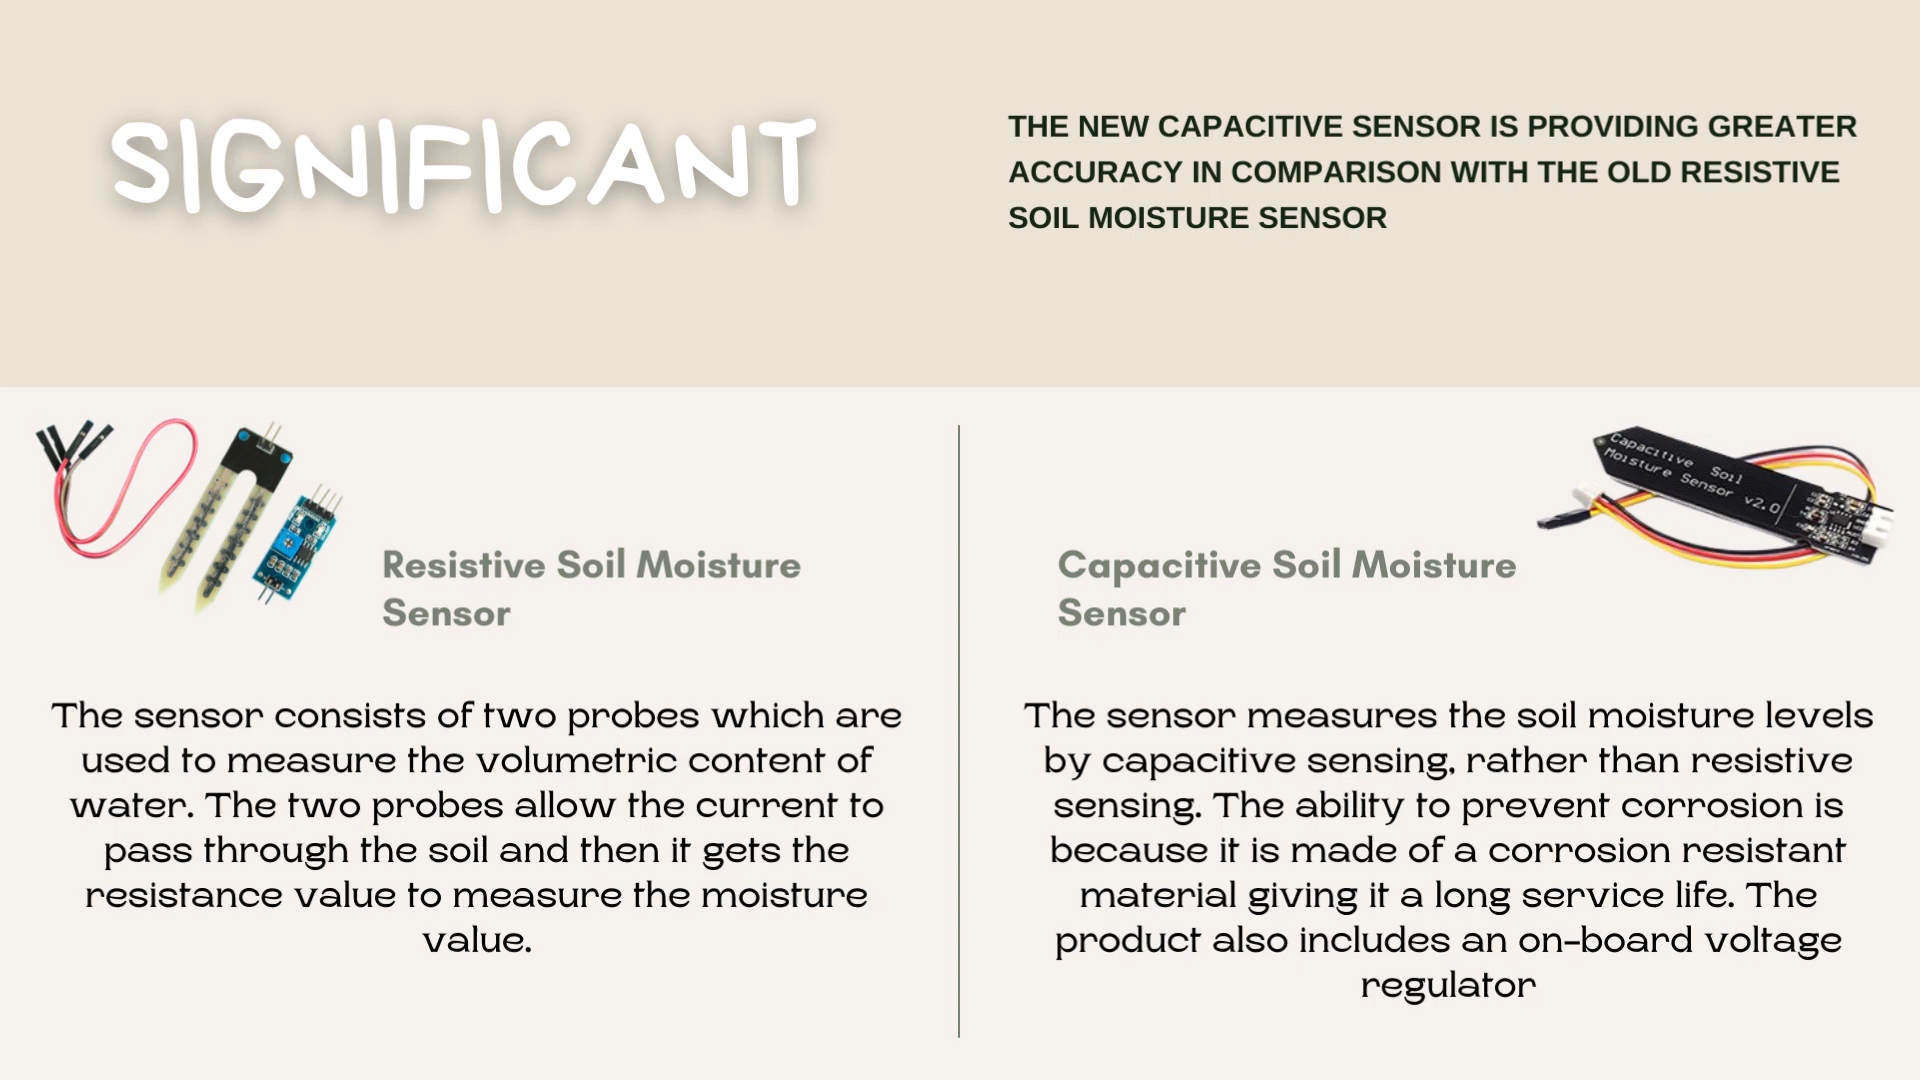 SIGNIFICANT
THE NEW CAPACITIVE SENSOR IS PROVIDING GREATER
ACCURACY IN COMPARISON WITH THE OLD RESISTIVE
SOIL MOISTURE SENSOR
Resistive Soil Moisture
Sensor
The sensor consists of two probes which are
used to measure the volumetric content of
water. The two probes allow the current to
pass through the soil and then it gets the
resistance value to measure the moisture
value.
Capacitive Soil
Moisture Sensor v2.0
Capacitive Soil Moisture
Sensor
The sensor measures the soil moisture levels
by capacitive sensing, rather than resistive
sensing. The ability to prevent corrosion is
because it is made of a corrosion resistant
material giving it a long service life. The
product also includes an on-board voltage
regulator